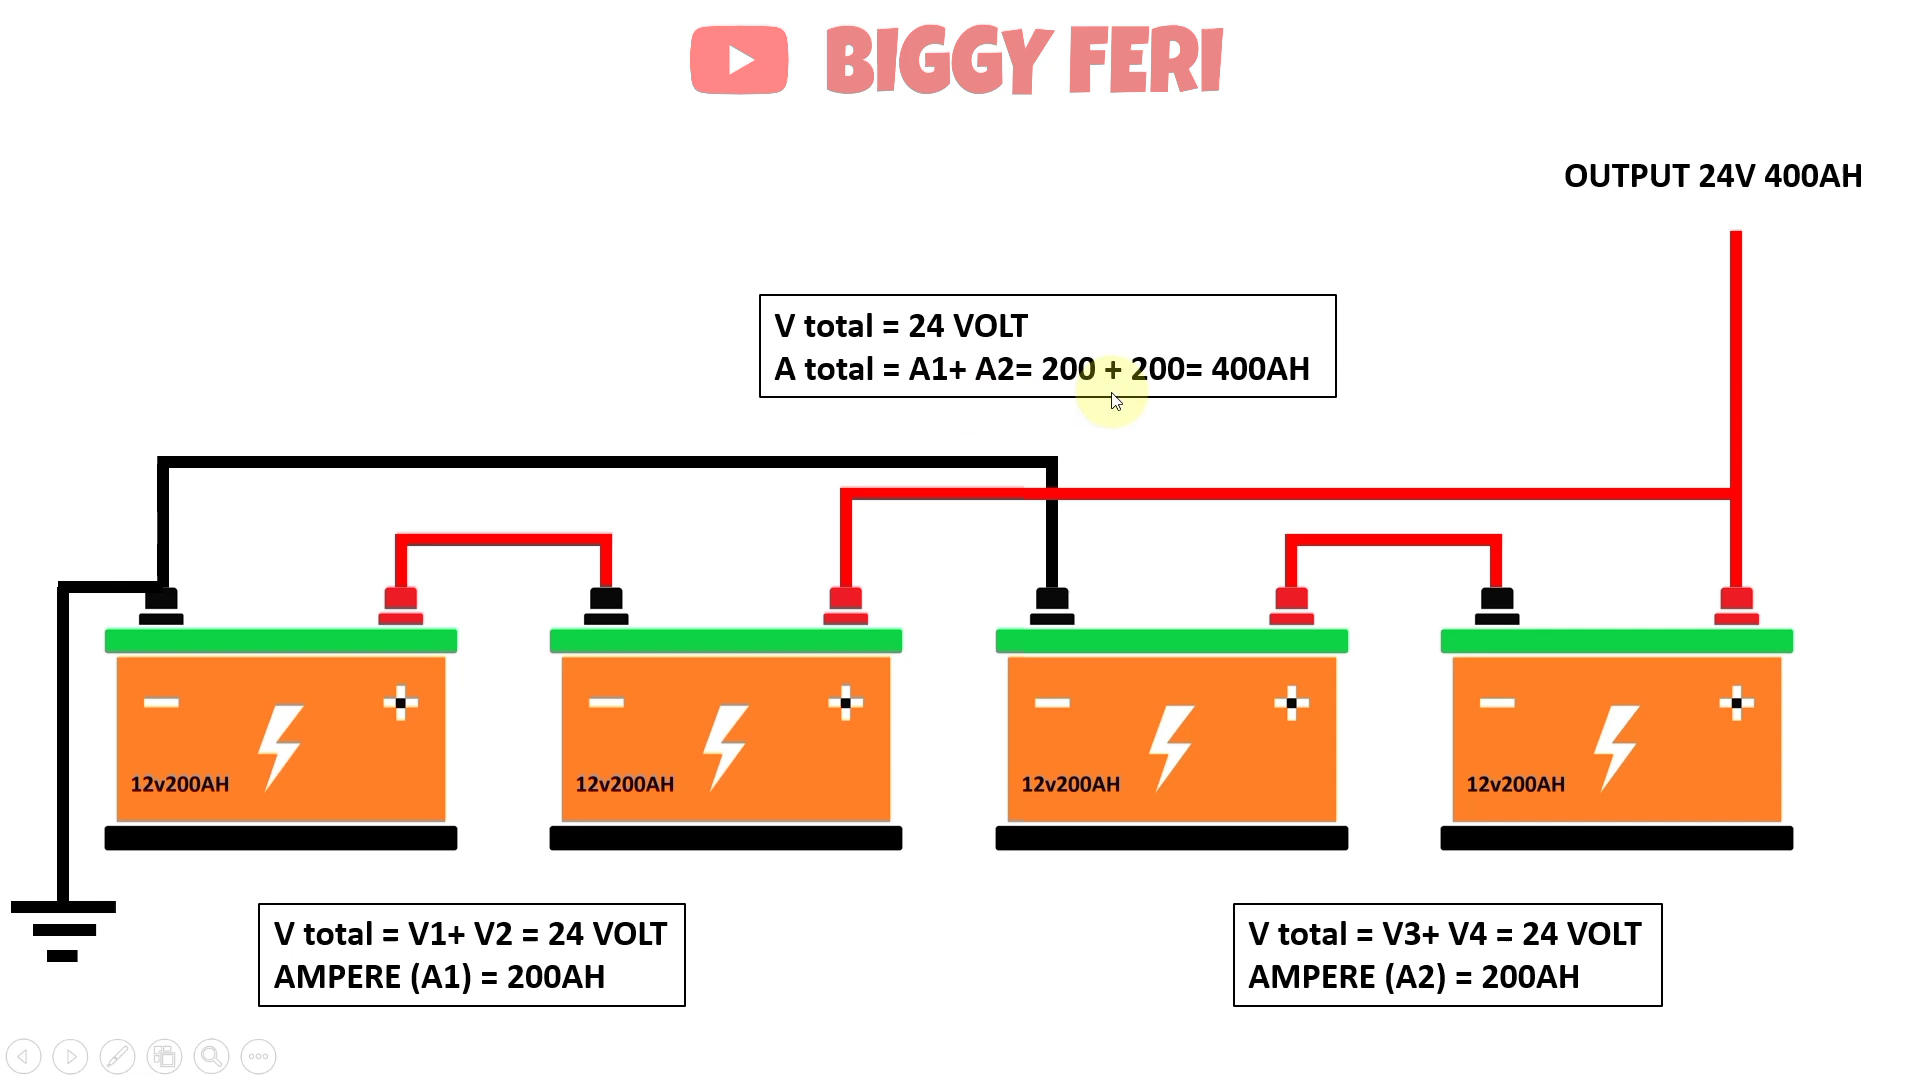 BIGGY FERI
OUTPUT 24V 400AH
V total = 24 VOLT
A total = A1+ A2= 200 + 200= 400AH
12v200AH
12v200AH
12v200AH
12v200AH
V total = V1+ V2 = 24 VOLT
AMPERE (A1) = 200AH
V total = V3+ V4 = 24 VOLT
AMPERE (A2) = 200AH